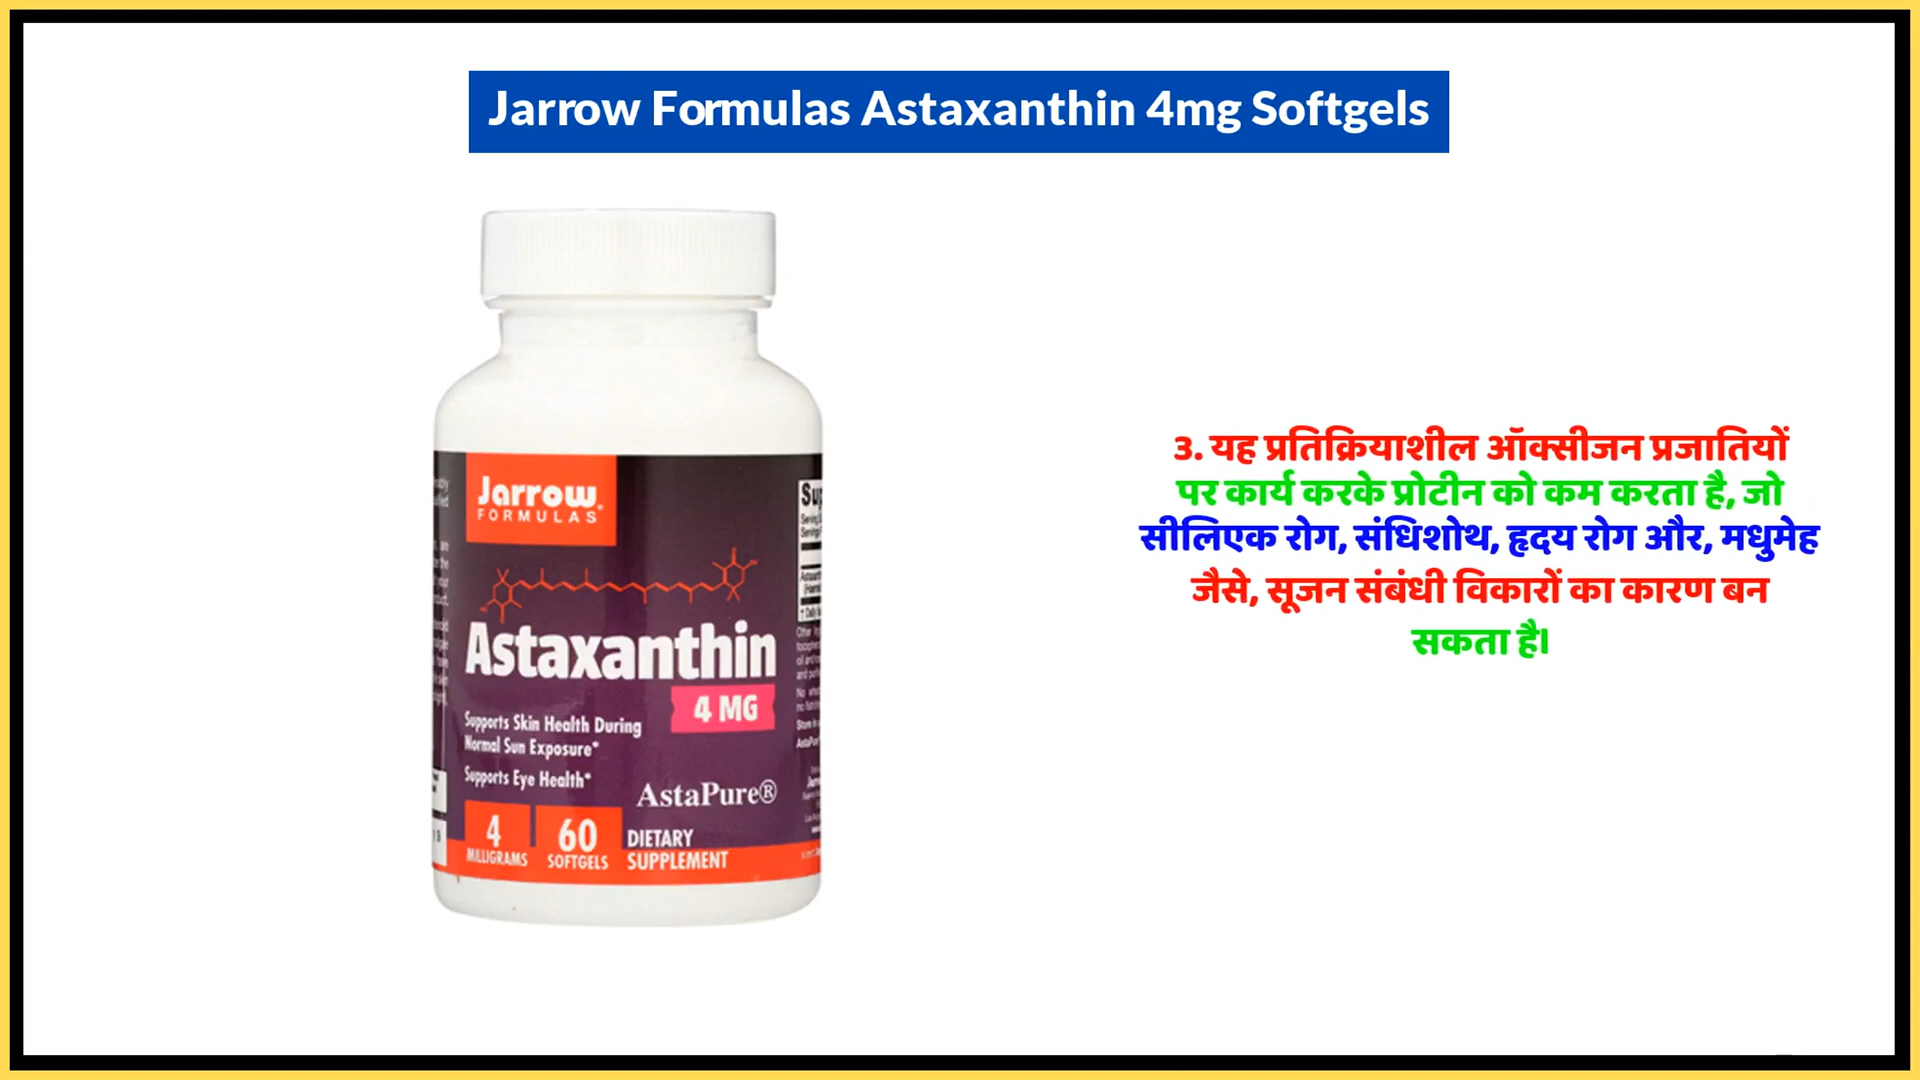 Jarrow Formulas Astaxanthin 4mg Softgels
Jarrow
FORMULAS
Astaxanthin
4 MG
Supports Skin Health During
Normal Sun Exposure*
Supports Eye Health*
AstaPure®
4
MILLIGRAMS
60
SOFTGELS
DIETARY
SUPPLEMENT
३. यह प्रतिक्रियाशील ऑक्सीजन प्रजातियों
पर कार्य करके प्रोटीन को कम करता है, जो
सीलिएक रोग, संधिशोथ, हृदय रोग और, मधुमेह
जैसे, सूजन संबंधी विकारों का कारण बन
सकता है।